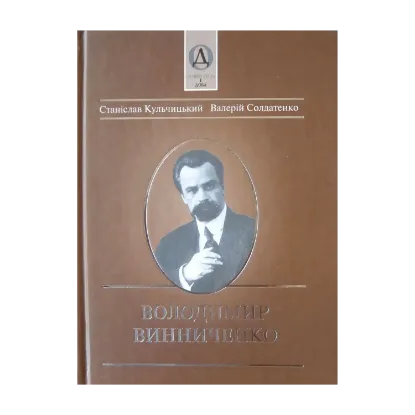 Станіслав Кульчицький Валерій Солдатенко
ВОЛОДИМИР
ВИННИЧЕНКО